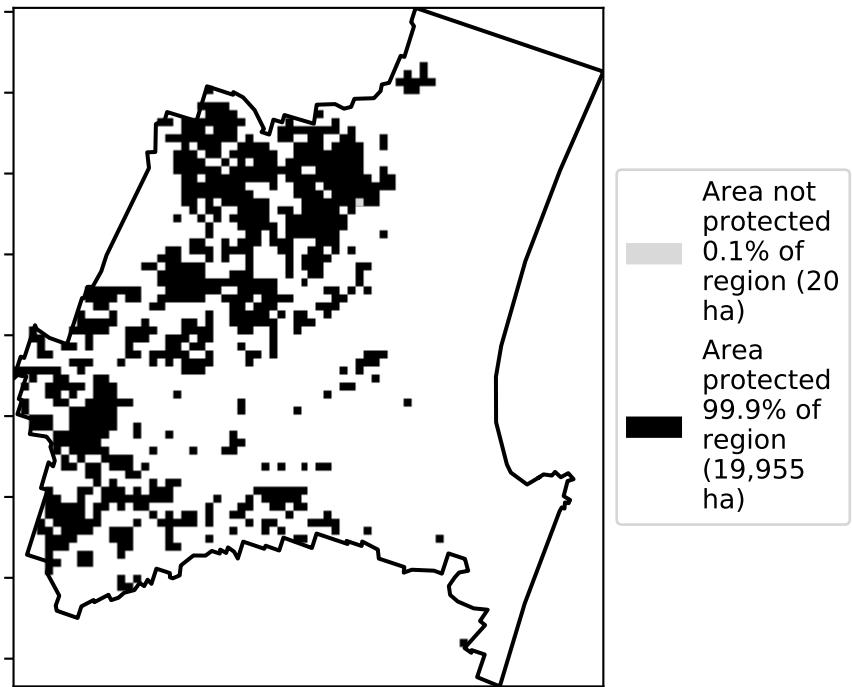 Area not
protected
0.1% of
region (20
ha)
Area
protected
99.9% of
region
(19,955
ha)